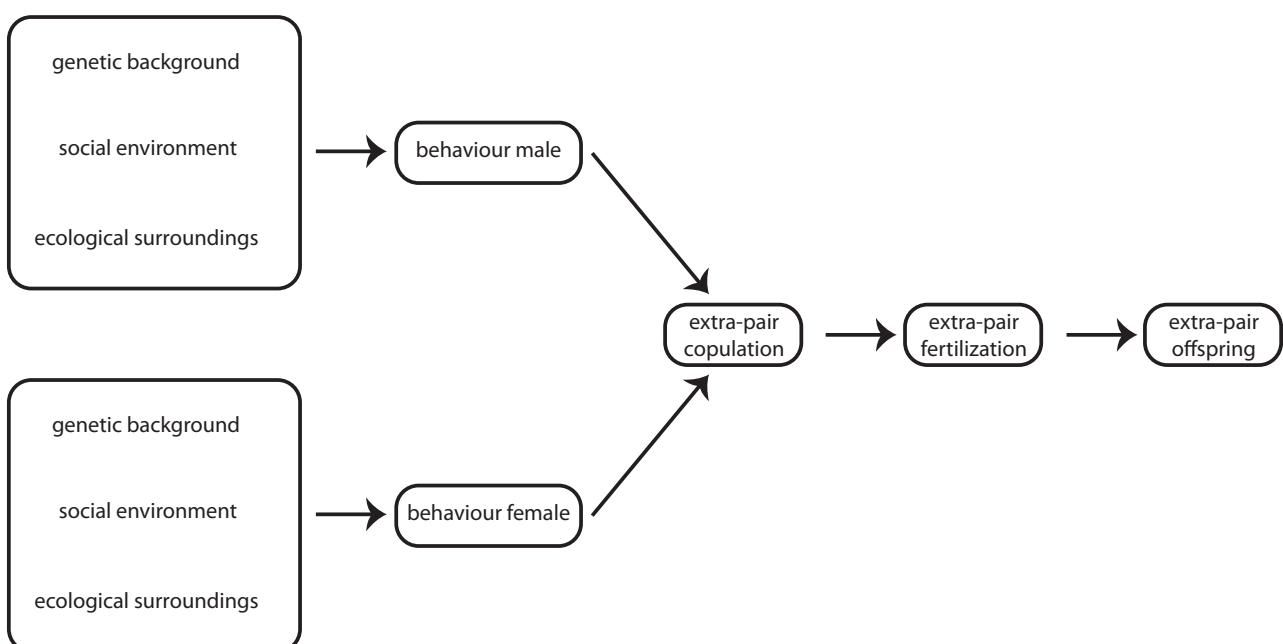 genetic background
social environment
ecological surroundings
behaviour male
extra-pair
copulation
extra-pair
fertilization
extra-pair
offspring
genetic background
social environment
ecological surroundings
behaviour female